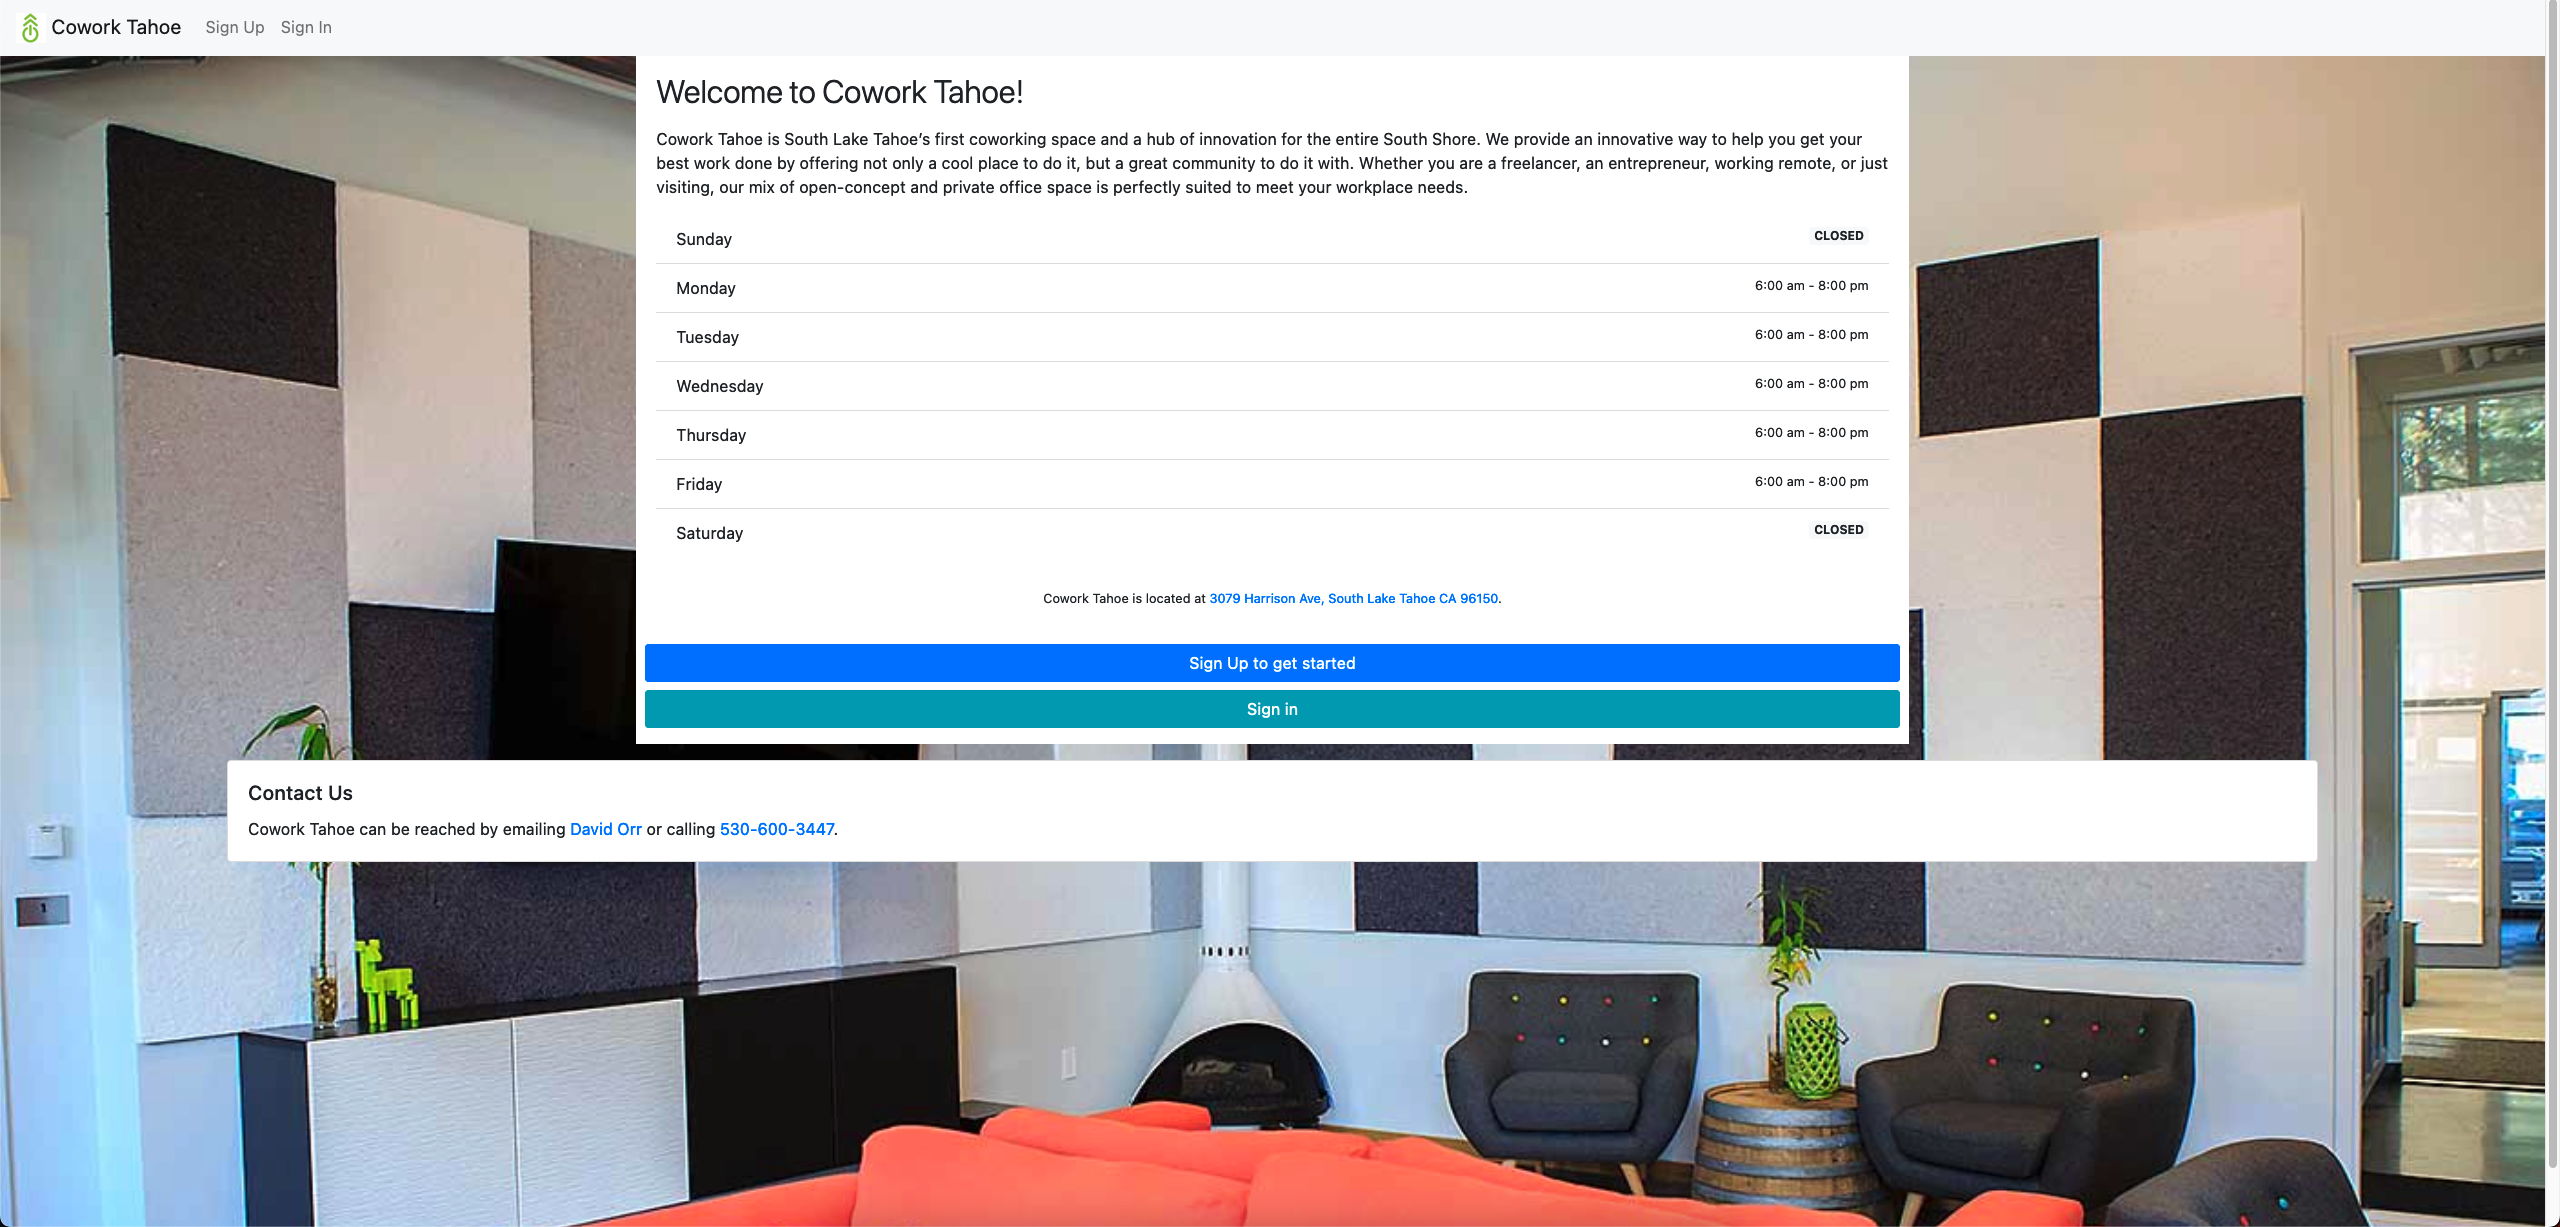 Cowork Tahoe Sign Up Sign In
Welcome to Cowork Tahoe!
Cowork Tahoe is South Lake Tahoe’s first coworking space and a hub of innovation for the entire South Shore. We provide an innovative way to help you get your
best work done by offering not only a cool place to do it, but a great community to do it with. Whether you are a freelancer, an entrepreneur, working remote, or just
visiting, our mix of open-concept and private office space is perfectly suited to meet your workplace needs.
Sunday CLOSED
Monday 6:00 am - 8:00 pm
Tuesday 6:00 am - 8:00 pm
Wednesday 6:00 am - 8:00 pm
Thursday 6:00 am - 8:00 pm
Friday 6:00 am - 8:00 pm
Saturday CLOSED
Cowork Tahoe is located at 3079 Harrison Ave, South Lake Tahoe CA 96150.
Sign Up to get started
Sign in
Contact Us
Cowork Tahoe can be reached by emailing David Orr or calling 530-600-3447.
1